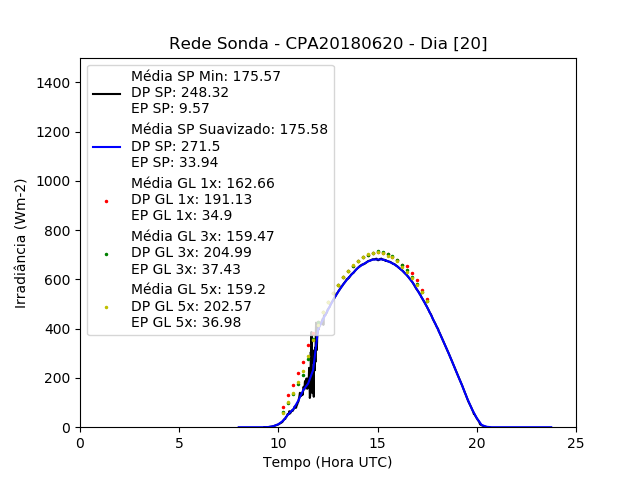 Rede Sonda - CPA20180620 - Dia [20]
Irradiância (Wm-2)
1400
1200
1000
800
600
400
200
0
Média SP Min: 175.57
DP SP: 248.32
EP SP: 9.57
Média SP Suavizado: 175.58
DP SP: 271.5
EP SP: 33.94
Média GL 1x: 162.66
DP GL 1x: 191.13
EP GL 1x: 34.9
Média GL 3x: 159.47
DP GL 3x: 204.99
EP GL 3x: 37.43
Média GL 5x: 159.2
DP GL 5x: 202.57
EP GL 5x: 36.98
0 5 10 15 20 25
Tempo (Hora UTC)